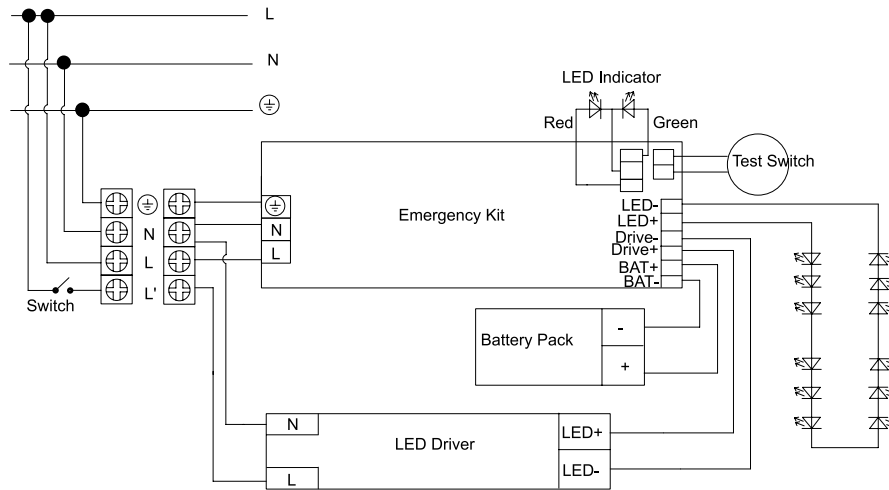 L
N
LED Indicator
Red
Green
Test Switch
Emergency Kit
N
L
LED-
LED+
Drive-
Drive+
BAT+
BAT-
N
L
L'
Switch
Battery Pack
-
+
N
L
LED Driver
LED+
LED-